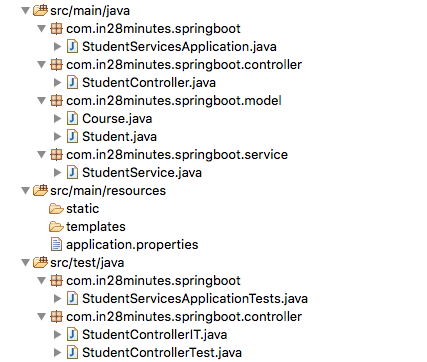 src/main/java
com.in28minutes.springboot
StudentServicesApplication.java
com.in28minutes.springboot.controller
StudentController.java
com.in28minutes.springboot.model
Course.java
Student.java
com.in28minutes.springboot.service
StudentService.java
src/main/resources
static
templates
application.properties
src/test/java
com.in28minutes.springboot
StudentServicesApplicationTests.java
com.in28minutes.springboot.controller
StudentControllerIT.java
StudentControllerTest.java